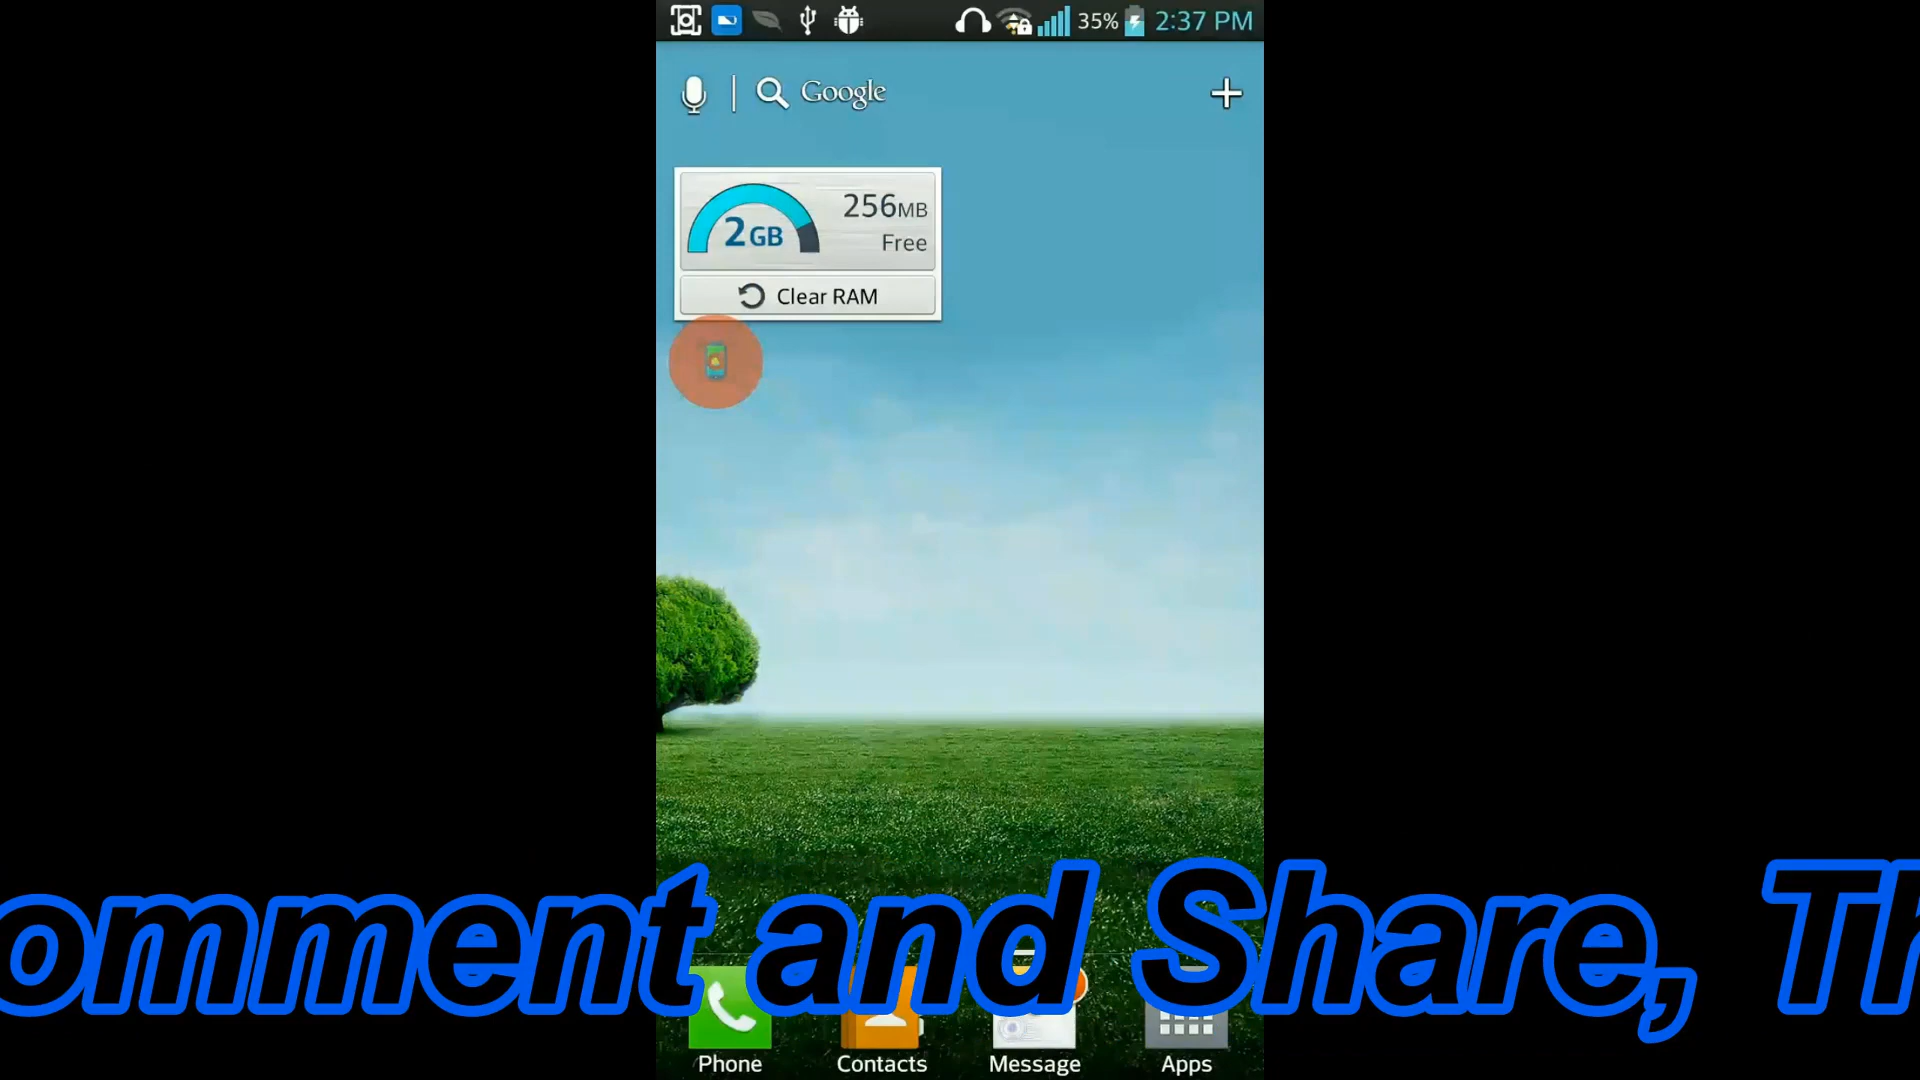 35% 2:37 PM
Google
2GB 256MB
Free
Clear RAM
omment and Share, Th
Phone Contacts Message Apps